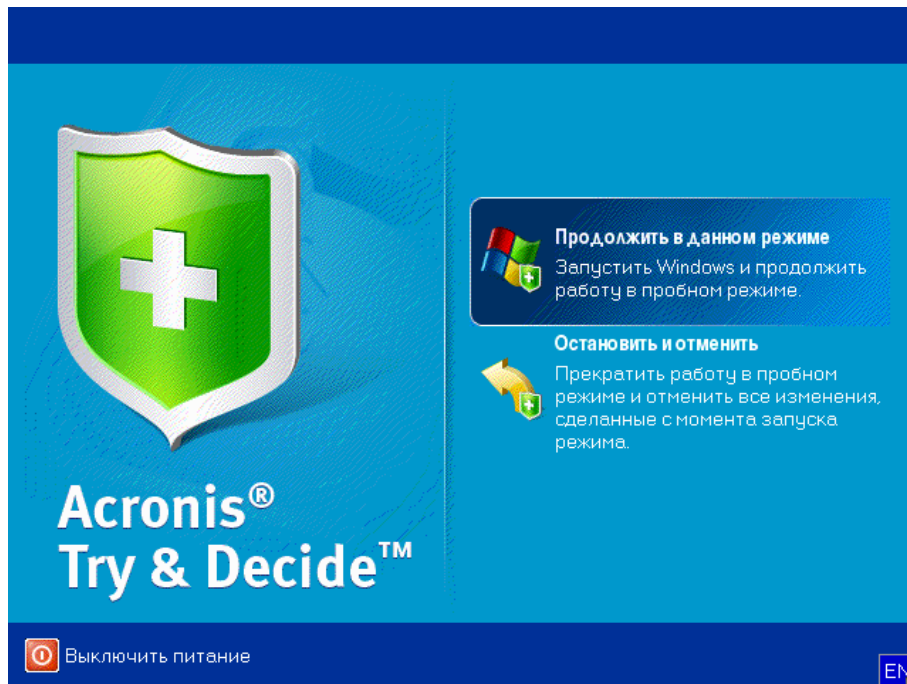 Продолжить в данном режиме
Запустить Windows и продолжить
работу в пробном режиме.
Остановить и отменить
Прекратить работу в пробном
режиме и отменить все изменения,
сделанные с момента запуска
режима.
Acronis®
Try & Decide™
Выключить питание
EN